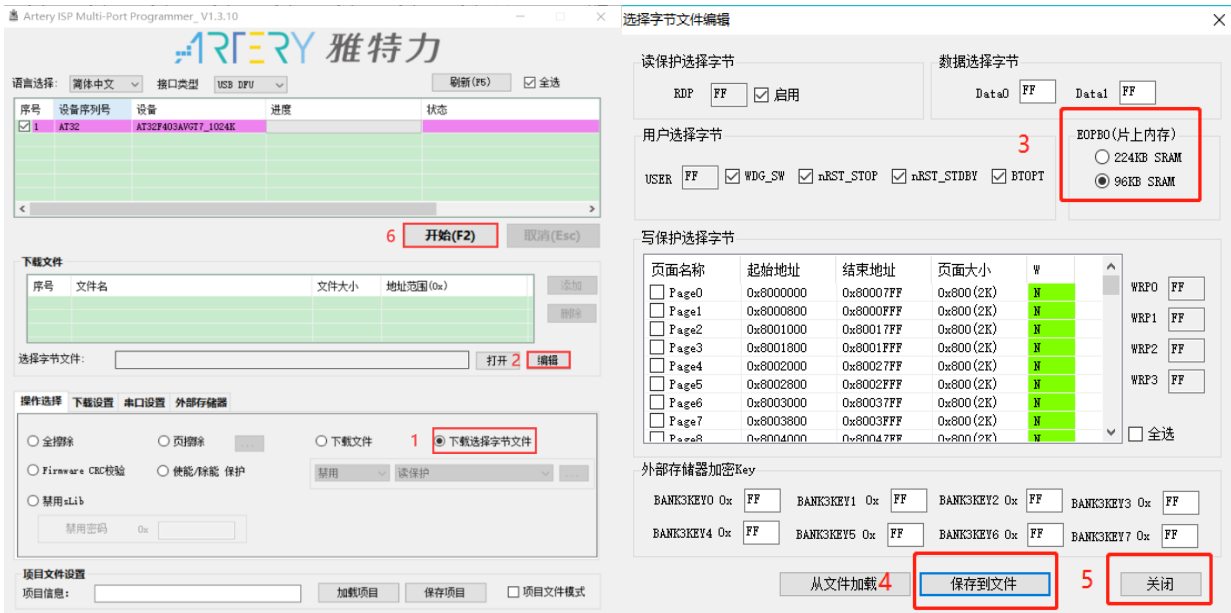 Artery ISP Multi-Port Programmer_ V1.3.10
ARTERY 雅特力
语言选择: 简体中文 接口类型 USB DFU 刷新(F5) 全选
序号 设备序列号 设备 进度 状态
1 AT32 AT32F403AVGT7_1024K
6 开始(F2) 取消(Esc)
下载文件
序号 文件名 文件大小 地址范围(0x) 添加
删除
选择字节文件: 打开 2 编辑
操作选择 下载设置 串口设置 外部存储器
全擦除 页擦除 ... 下载文件 1 下载选择字节文件
Firmware CRC校验 使能/除能 保护 禁用 读保护 ...
禁用sLib
禁用密码 0x
项目文件设置
项目信息: 加载项目 保存项目 项目文件模式
选择字节文件编辑
读保护选择字节
RDP FF 启用
数据选择字节
Data0 FF Data1 FF
用户选择字节
USER FF WDG_SW nRST_STOP nRST_STDBY BTOPT
3
EOPB0(片上内存)
224KB SRAM
96KB SRAM
写保护选择字节
页面名称 起始地址 结束地址 页面大小 W
Page0 0x8000000 0x80007FF 0x800(2K) N
Page1 0x8000800 0x8000FFF 0x800(2K) N
Page2 0x8001000 0x80017FF 0x800(2K) N
Page3 0x8001800 0x8001FFF 0x800(2K) N
Page4 0x8002000 0x80027FF 0x800(2K) N
Page5 0x8002800 0x8002FFF 0x800(2K) N
Page6 0x8003000 0x80037FF 0x800(2K) N
Page7 0x8003800 0x8003FFF 0x800(2K) N
Page8 0x8004000 0x80047FF 0x800(2K) N
WRP0 FF
WRP1 FF
WRP2 FF
WRP3 FF
全选
外部存储器加密Key
BANK3KEY0 0x FF BANK3KEY1 0x FF BANK3KEY2 0x FF BANK3KEY3 0x FF
BANK3KEY4 0x FF BANK3KEY5 0x FF BANK3KEY6 0x FF BANK3KEY7 0x FF
从文件加载 4 保存到文件 5 关闭